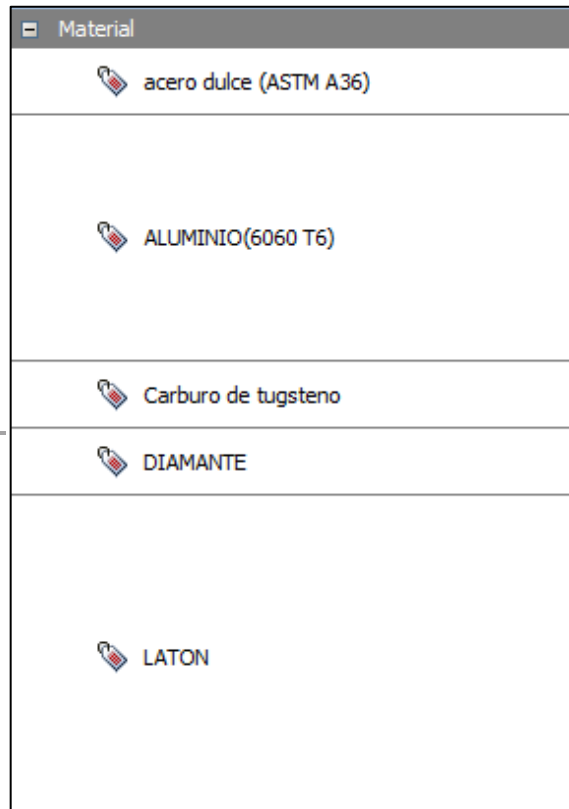 Material
acero dulce (ASTM A36)
ALUMINIO(6060 T6)
Carburo de tugsteno
DIAMANTE
LATON